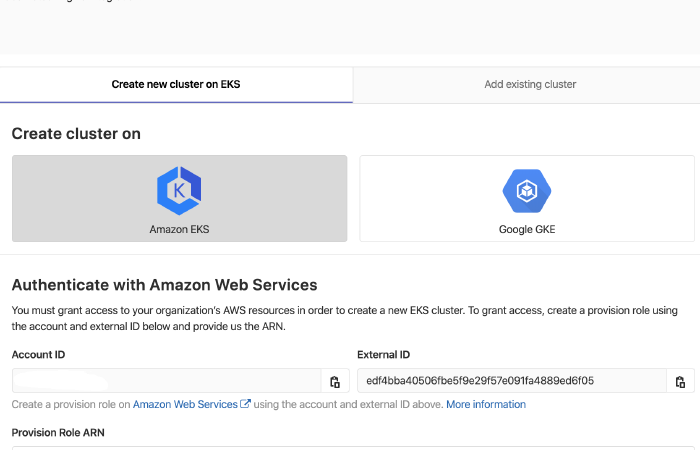 Create new cluster on EKS
Add existing cluster
Create cluster on
K
Amazon EKS
Google GKE
Authenticate with Amazon Web Services
You must grant access to your organization's AWS resources in order to create a new EKS cluster. To grant access, create a provision role using
the account and external ID below and provide us the ARN.
Account ID
External ID
edf4bba40506fbe5f9e29f57e091fa4889ed6f05
Create a provision role on Amazon Web Services using the account and external ID above. More information
Provision Role ARN